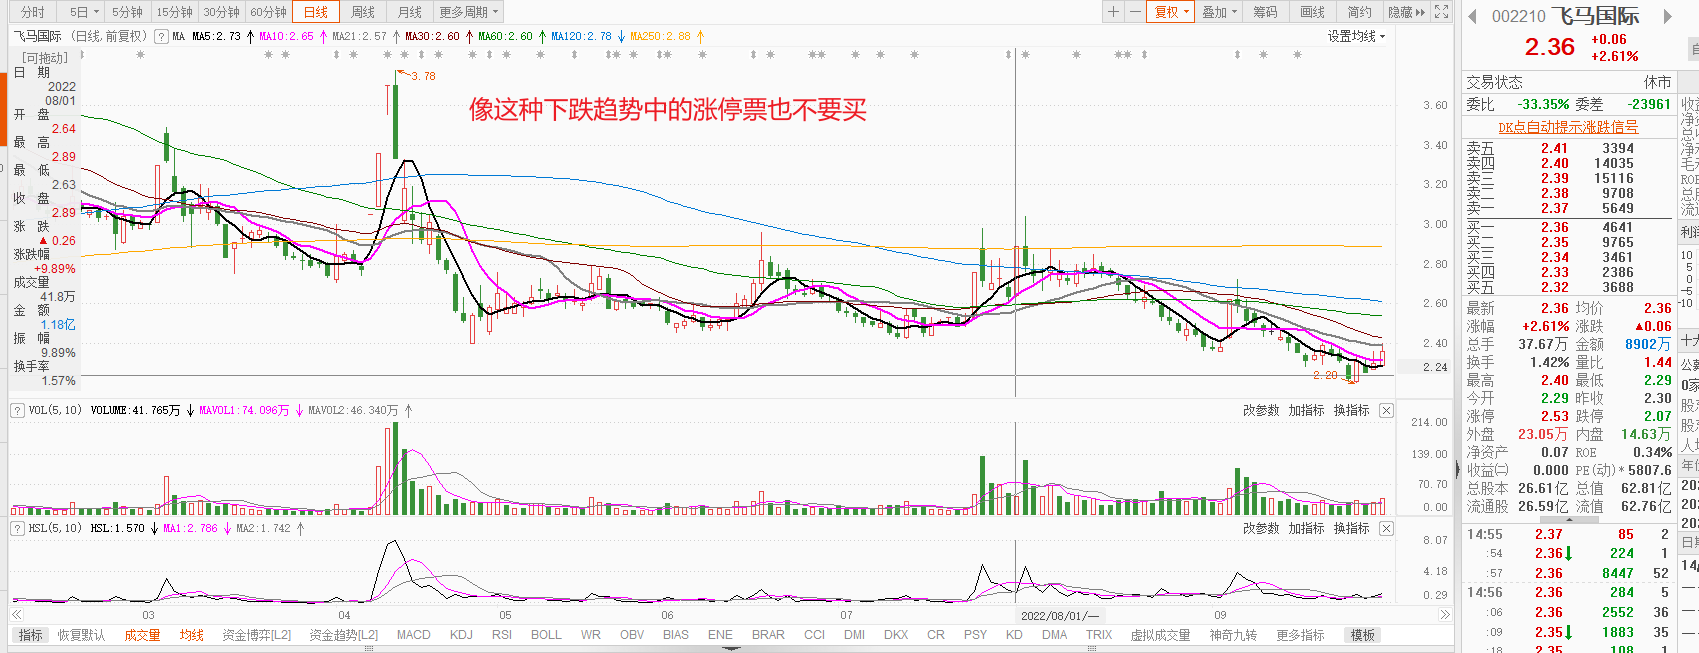 分时 5日 5分钟 15分钟 30分钟 60分钟 日线 周线 月线 更多周期 复权 叠加 筹码 画线 简约 隐藏
飞马国际 (日线, 前复权) ? MA MA5:2.73 MA10:2.65 MA21:2.57 MA30:2.60 MA60:2.60 MA120:2.78 MA250:2.88 设置均线
[可拖动]
日 期
2022
08/01
开 盘
2.64
最 高
2.89
最 低
2.63
收 盘
2.89
涨 跌
▲ 0.26
涨跌幅
+9.89%
成交量
41.8万
金 额
1.18亿
振 幅
9.89%
换手率
1.57%
3.78
像这种下跌趋势中的涨停票也不要买
2.20
3.60
3.40
3.20
3.00
2.80
2.60
2.40
2.24
? VOL(5,10) VOLUME:41.765万 MAVOL1:74.096万 MAVOL2:46.340万 改参数 加指标 换指标
214.00
139.00
70.70
0.00
? HSL(5,10) HSL:1.570 MA1:2.786 MA2:1.742 改参数 加指标 换指标
8.07
4.18
0.29
03 04 05 06 07 2022/08/01/一 09
指标 恢复默认 成交量 均线 资金博弈[L2] 资金趋势[L2] MACD KDJ RSI BOLL WR OBV BIAS ENE BRAR CCI DMI DKX CR PSY KD DMA TRIX 虚拟成交量 神奇九转 更多指标 模板
002210 飞马国际
2.36 +0.06
+2.61%
交易状态 休市
委比 -33.35% 委差 -23961
DK点自动提示涨跌信号
卖五 2.41 3394
卖四 2.40 14035
卖三 2.39 15116
卖二 2.38 9708
卖一 2.37 5649
买一 2.36 4641
买二 2.35 9765
买三 2.34 3461
买四 2.33 2386
买五 2.32 3688
最新 2.36 均价 2.36
涨幅 +2.61% 涨跌 ▲0.06
总手 37.67万 金额 8902万
换手 1.42% 量比 1.44
最高 2.40 最低 2.29
今开 2.29 昨收 2.30
涨停 2.53 跌停 2.07
外盘 23.05万 内盘 14.63万
净资产 0.07 ROE 0.34%
收益㈡ 0.000 PE(动)* 5807.6
总股本 26.61亿 总值 62.81亿
流通股 26.59亿 流值 62.76亿
14:55 2.37 85 2
:54 2.36 224 1
:57 2.36 8447 52
14:56 2.36 284 5
:06 2.36 2552 36
:09 2.35 1883 35
:18 2.35 108 1